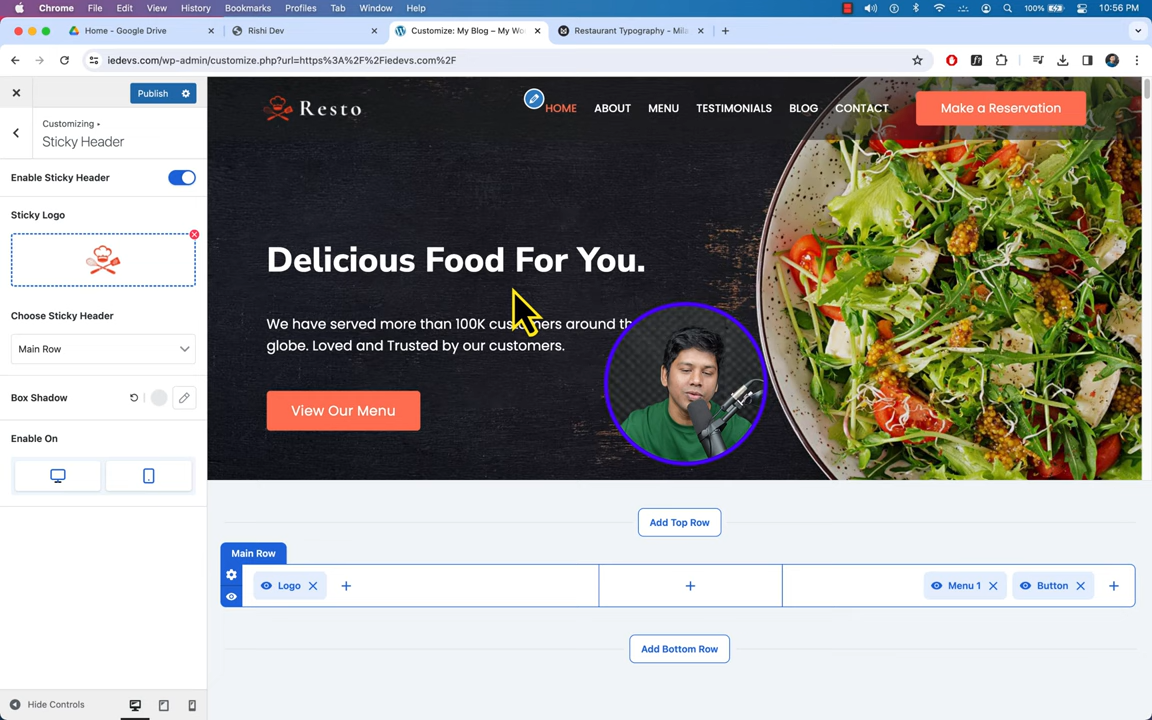 Chrome File Edit View History Bookmarks Profiles Tab Window Help 100% 10:56 PM
Home - Google Drive Rishi Dev Customize: My Blog – My Wo Restaurant Typography - Mila
iedevs.com/wp-admin/customize.php?url=https%3A%2F%2Fiedevs.com%2F
Publish
Customizing •
Sticky Header
Enable Sticky Header
Sticky Logo
Choose Sticky Header
Main Row
Box Shadow
Enable On
Hide Controls
Resto HOME ABOUT MENU TESTIMONIALS BLOG CONTACT Make a Reservation
Delicious Food For You.
We have served more than 100K customers around th
globe. Loved and Trusted by our customers.
View Our Menu
Add Top Row
Main Row
Logo Menu 1 Button
Add Bottom Row